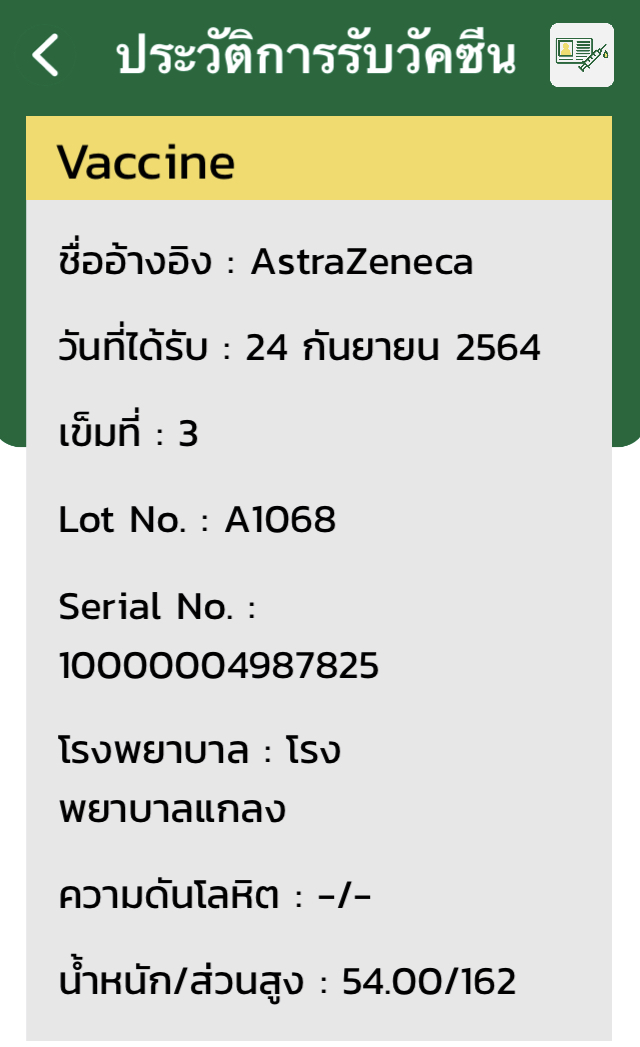 ประวัติการรับวัคซีน
Vaccine
ชื่ออ้างอิง : AstraZeneca
วันที่ได้รับ : 24 กันยายน 2564
เข็มที่ : 3
Lot No. : A1068
Serial No. :
10000004987825
โรงพยาบาล : โรง
พยาบาลแกลง
ความดันโลหิต : -/-
น้ำหนัก/ส่วนสูง : 54.00/162